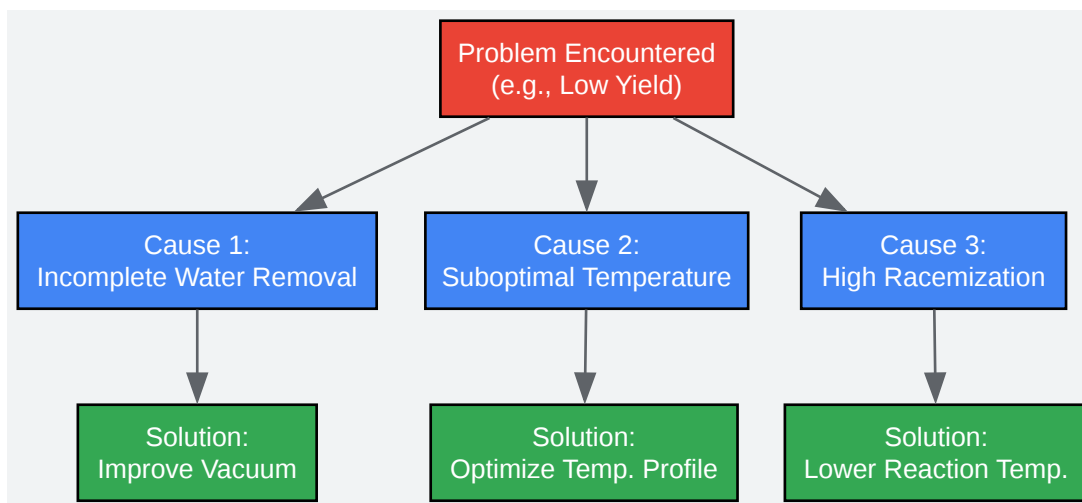 Problem Encountered
(e.g., Low Yield)
Cause 1:
Incomplete Water Removal
Cause 2:
Suboptimal Temperature
Cause 3:
High Racemization
Solution:
Improve Vacuum
Solution:
Optimize Temp. Profile
Solution:
Lower Reaction Temp.